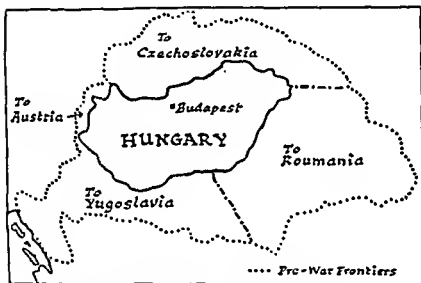 To
Czechoslovakia
To
Austria
Budapest
HUNGARY
To
Roumania
To
Yugoslavia
Pre-War Frontiers